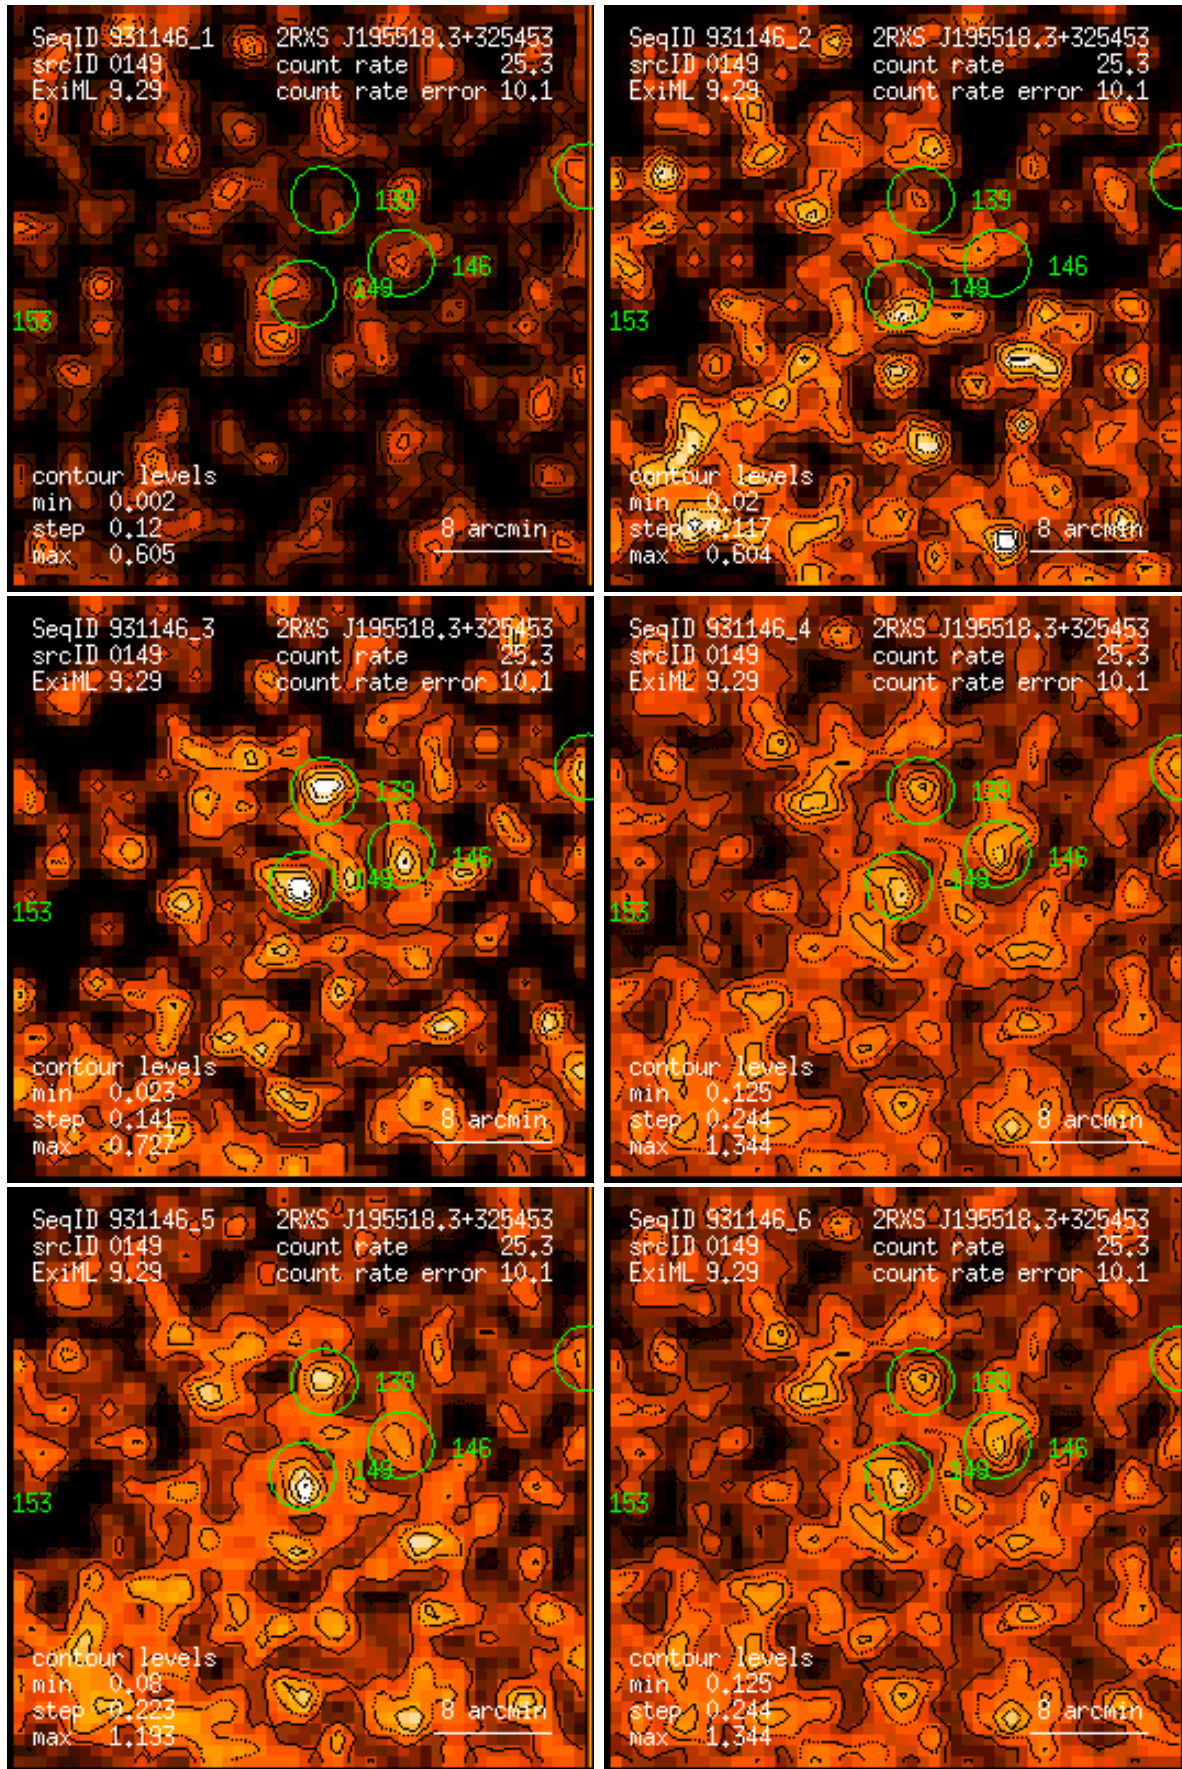 SeqID 931146_1 2RXS J195518.3+325453
srcID 0149 count rate 25.3
ExiML 9.29 count rate error 10.1
139
146
149
153
contour levels
min 0.002
step 0.12 8 arcmin
max 0.605
SeqID 931146_2 2RXS J195518.3+325453
srcID 0149 count rate 25.3
ExiML 9.29 count rate error 10.1
139
146
149
153
contour levels
min 0.02
step 0.117 8 arcmin
max 0.604
SeqID 931146_3 2RXS J195518.3+325453
srcID 0149 count rate 25.3
ExiML 9.29 count rate error 10.1
139
146
149
153
contour levels
min 0.023
step 0.141 8 arcmin
max 0.727
SeqID 931146_4 2RXS J195518.3+325453
srcID 0149 count rate 25.3
ExiML 9.29 count rate error 10.1
139
146
149
153
contour levels
min 0.125
step 0.244 8 arcmin
max 1.344
SeqID 931146_5 2RXS J195518.3+325453
srcID 0149 count rate 25.3
ExiML 9.29 count rate error 10.1
139
146
149
153
contour levels
min 0.08
step 0.223 8 arcmin
max 1.193
SeqID 931146_6 2RXS J195518.3+325453
srcID 0149 count rate 25.3
ExiML 9.29 count rate error 10.1
139
146
149
153
contour levels
min 0.125
step 0.244 8 arcmin
max 1.344